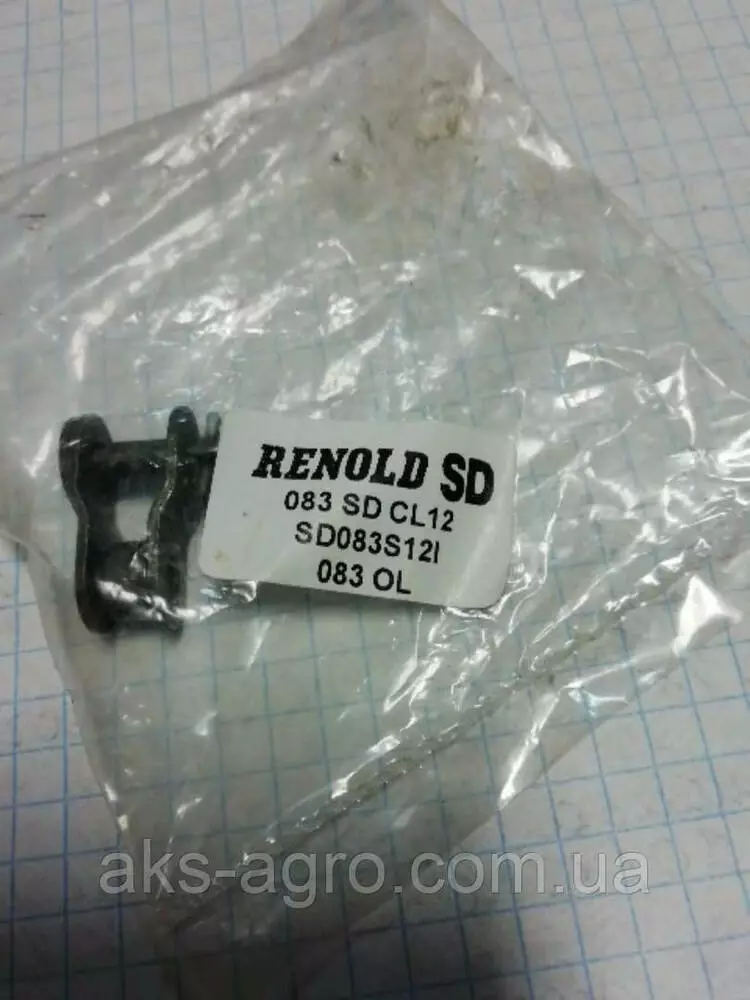 RENOLD SD
083 SD CL12
SD083S12I
083 OL
aks-agro.com.ua